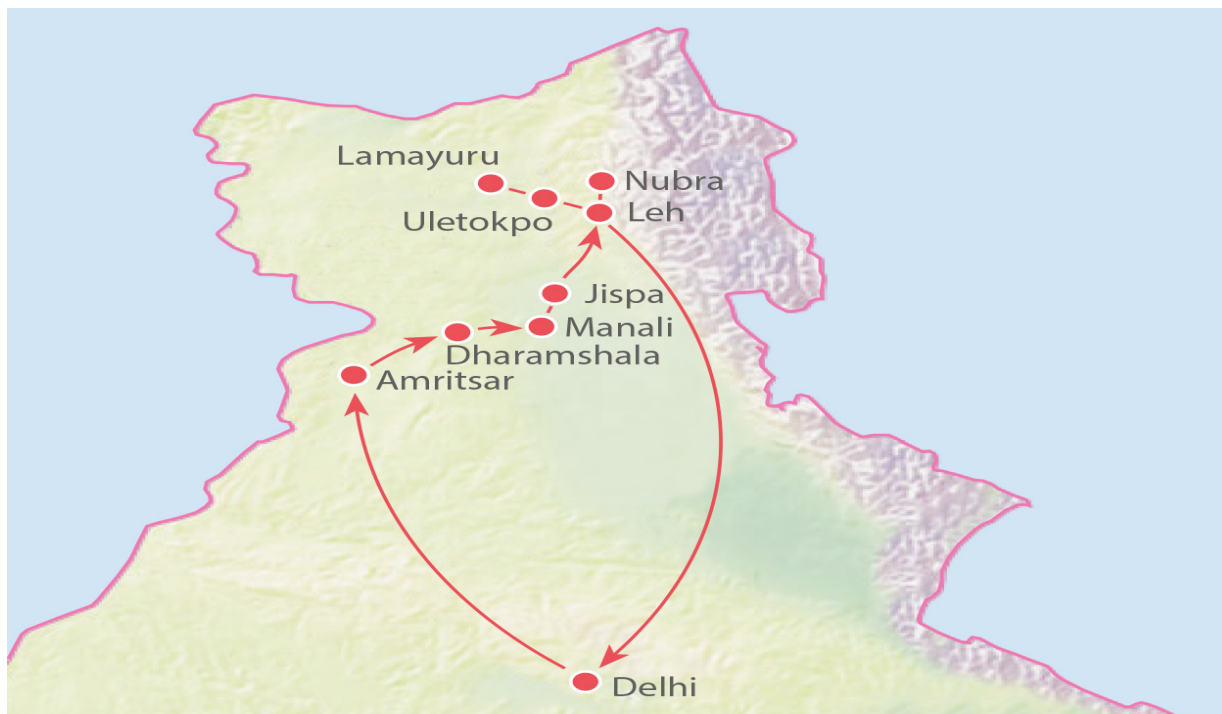 Lamayuru
Nubra
Uletokpo
Leh
Jispa
Manali
Dharamshala
Amritsar
Delhi